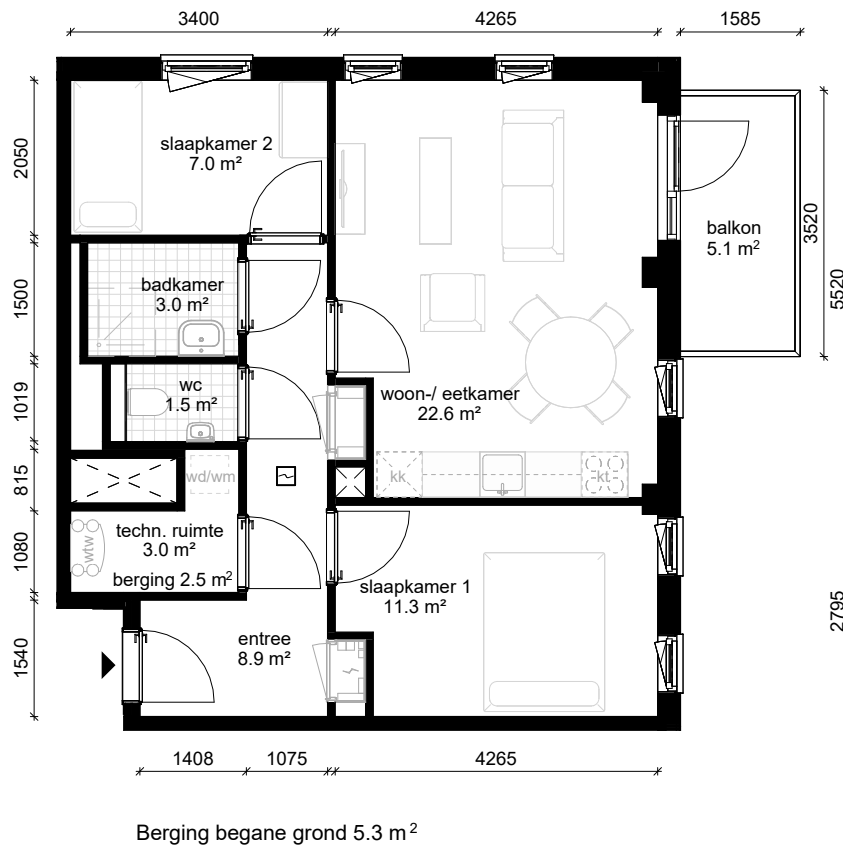 3400
4265
1585
slaapkamer 2
7.0 m²
2050
balkon
5.1 m²
3520
5520
badkamer
3.0 m²
1500
wc
1.5 m²
1019
woon-/ eetkamer
22.6 m²
kk
kt
wd/wm
815
techn. ruimte
3.0 m²
wtw
berging 2.5 m²
1080
slaapkamer 1
11.3 m²
2795
entree
8.9 m²
1540
1408
1075
4265
Berging begane grond 5.3 m²